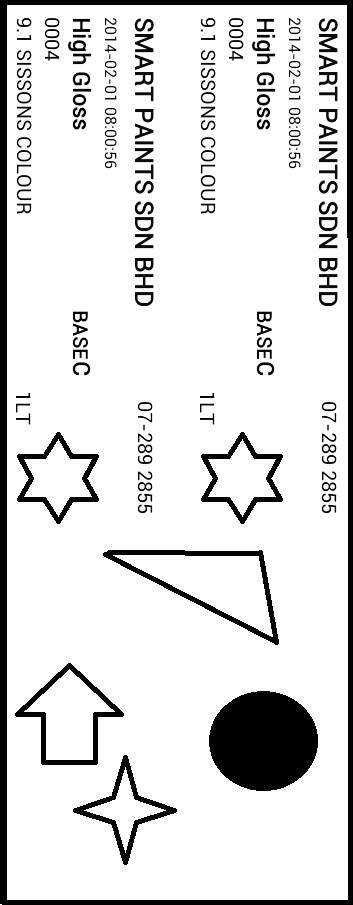 SMART PAINTS SDN BHD 07-289 2855
2014-02-01 08:00:56
High Gloss BASEC
0004
9.1 SISSONS COLOUR 1LT
SMART PAINTS SDN BHD 07-289 2855
2014-02-01 08:00:56
High Gloss BASEC
0004
9.1 SISSONS COLOUR 1LT